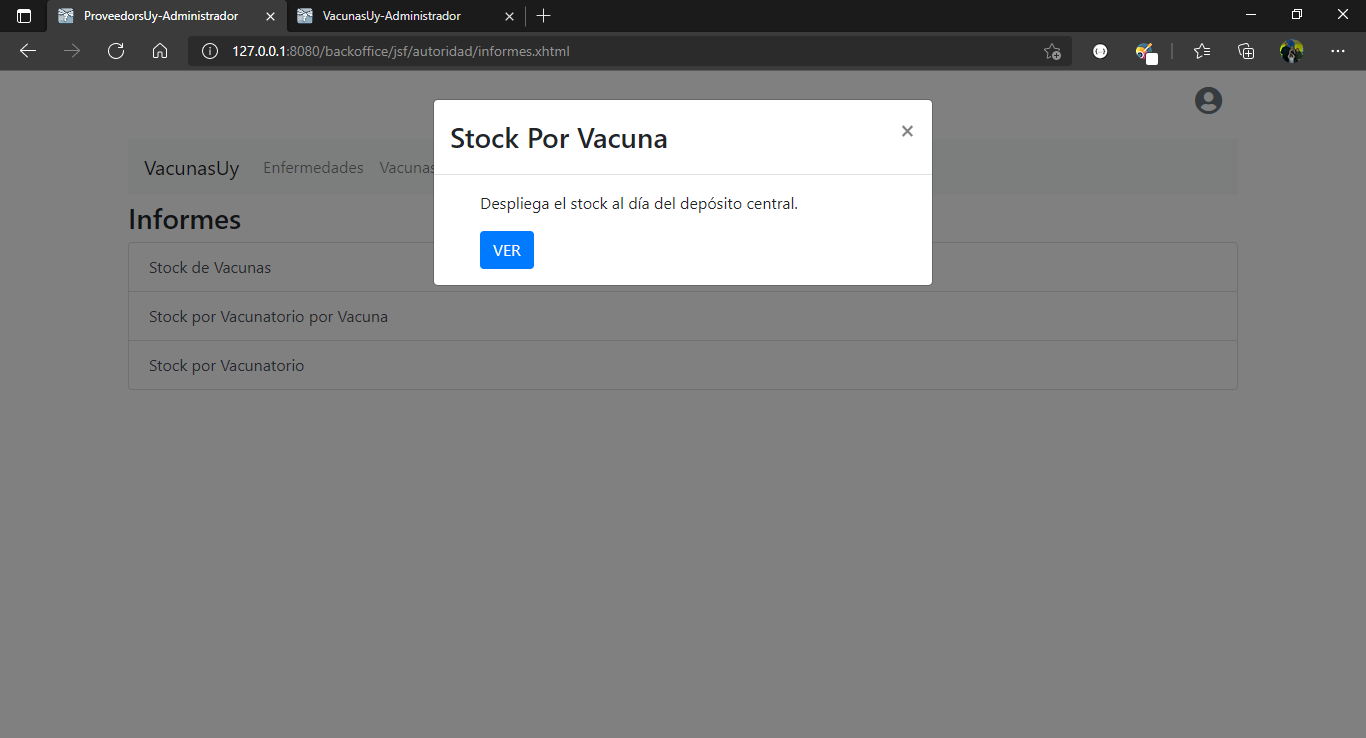 ProveedorsUy-Administrador
VacunasUy-Administrador
127.0.0.1:8080/backoffice/jsf/autoridad/informes.xhtml
Stock Por Vacuna
×
VacunasUy Enfermedades Vacunas
Despliega el stock al día del depósito central.
VER
Informes
Stock de Vacunas
Stock por Vacunatorio por Vacuna
Stock por Vacunatorio